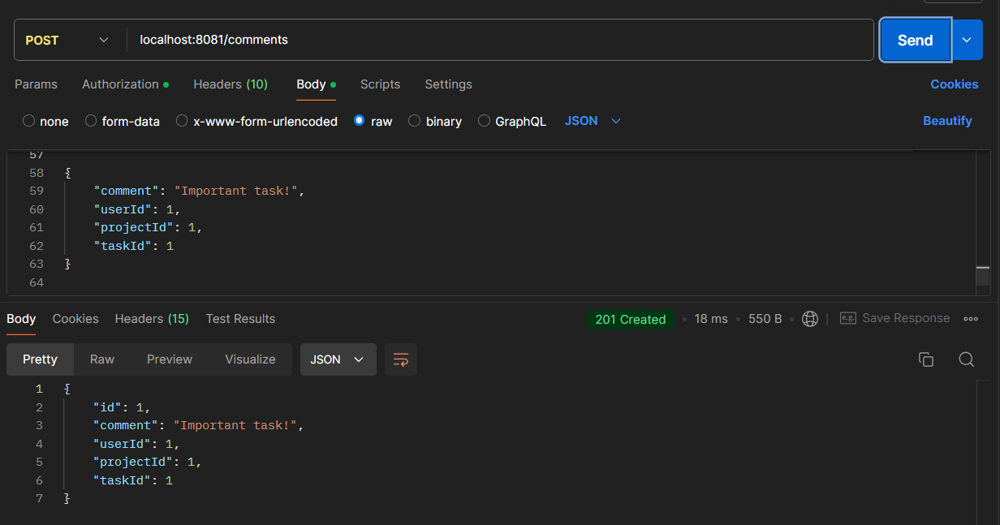 POST localhost:8081/comments Send
Params Authorization Headers (10) Body Scripts Settings Cookies
none form-data x-www-form-urlencoded raw binary GraphQL JSON Beautify
57
58 {
59 "comment": "Important task!",
60 "userId": 1,
61 "projectId": 1,
62 "taskId": 1
63 }
64
Body Cookies Headers (15) Test Results 201 Created • 18 ms • 550 B • | e.g. Save Response
Pretty Raw Preview Visualize JSON
1 {
2 "id": 1,
3 "comment": "Important task!",
4 "userId": 1,
5 "projectId": 1,
6 "taskId": 1
7 }